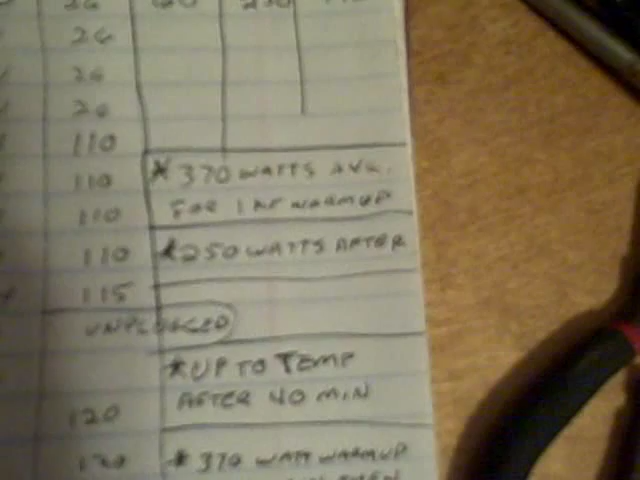 26
26
26
110
110 * 370 WATTS AVG.
110 FOR 1 HR WARMUP
110 * 250 WATTS AFTER
115
UNPLUGGED
* UP TO TEMP
120 AFTER 40 MIN
120 * 370 WATT WARMUP